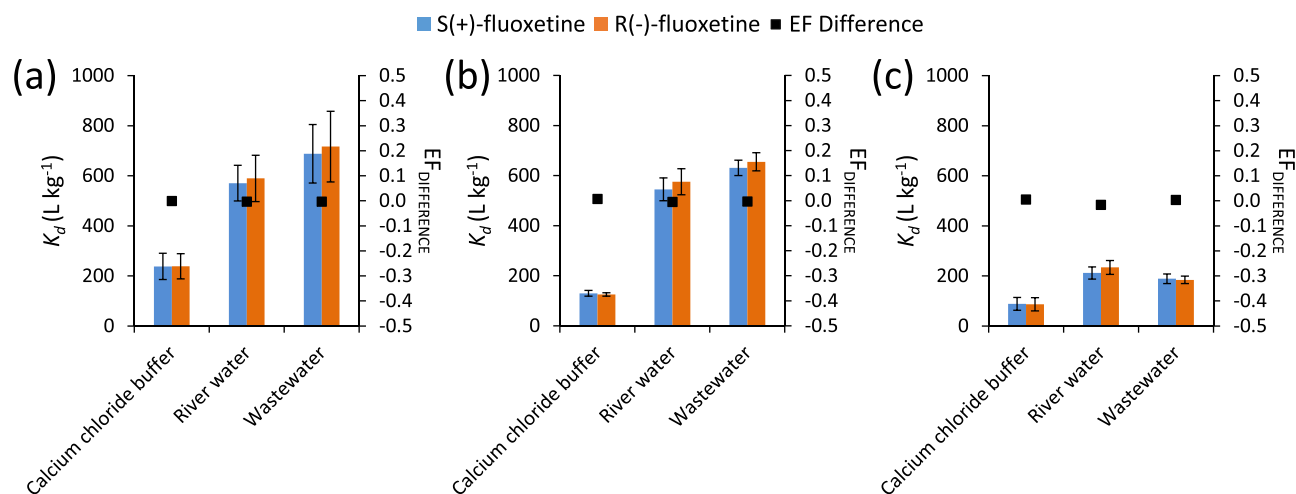 S(+)-fluoxetine R(-)-fluoxetine EF Difference
(a)
1000
800
600
400
200
0
Kd (L kg-1)
0.5
0.4
0.3
0.2
0.1
0.0
-0.1
-0.2
-0.3
-0.4
-0.5
EFDIFFERENCE
Calcium chloride buffer
River water
Wastewater
(b)
1000
800
600
400
200
0
Kd (L kg-1)
0.5
0.4
0.3
0.2
0.1
0.0
-0.1
-0.2
-0.3
-0.4
-0.5
EFDIFFERENCE
Calcium chloride buffer
River water
Wastewater
(c)
1000
800
600
400
200
0
Kd (L kg-1)
0.5
0.4
0.3
0.2
0.1
0.0
-0.1
-0.2
-0.3
-0.4
-0.5
EFDIFFERENCE
Calcium chloride buffer
River water
Wastewater